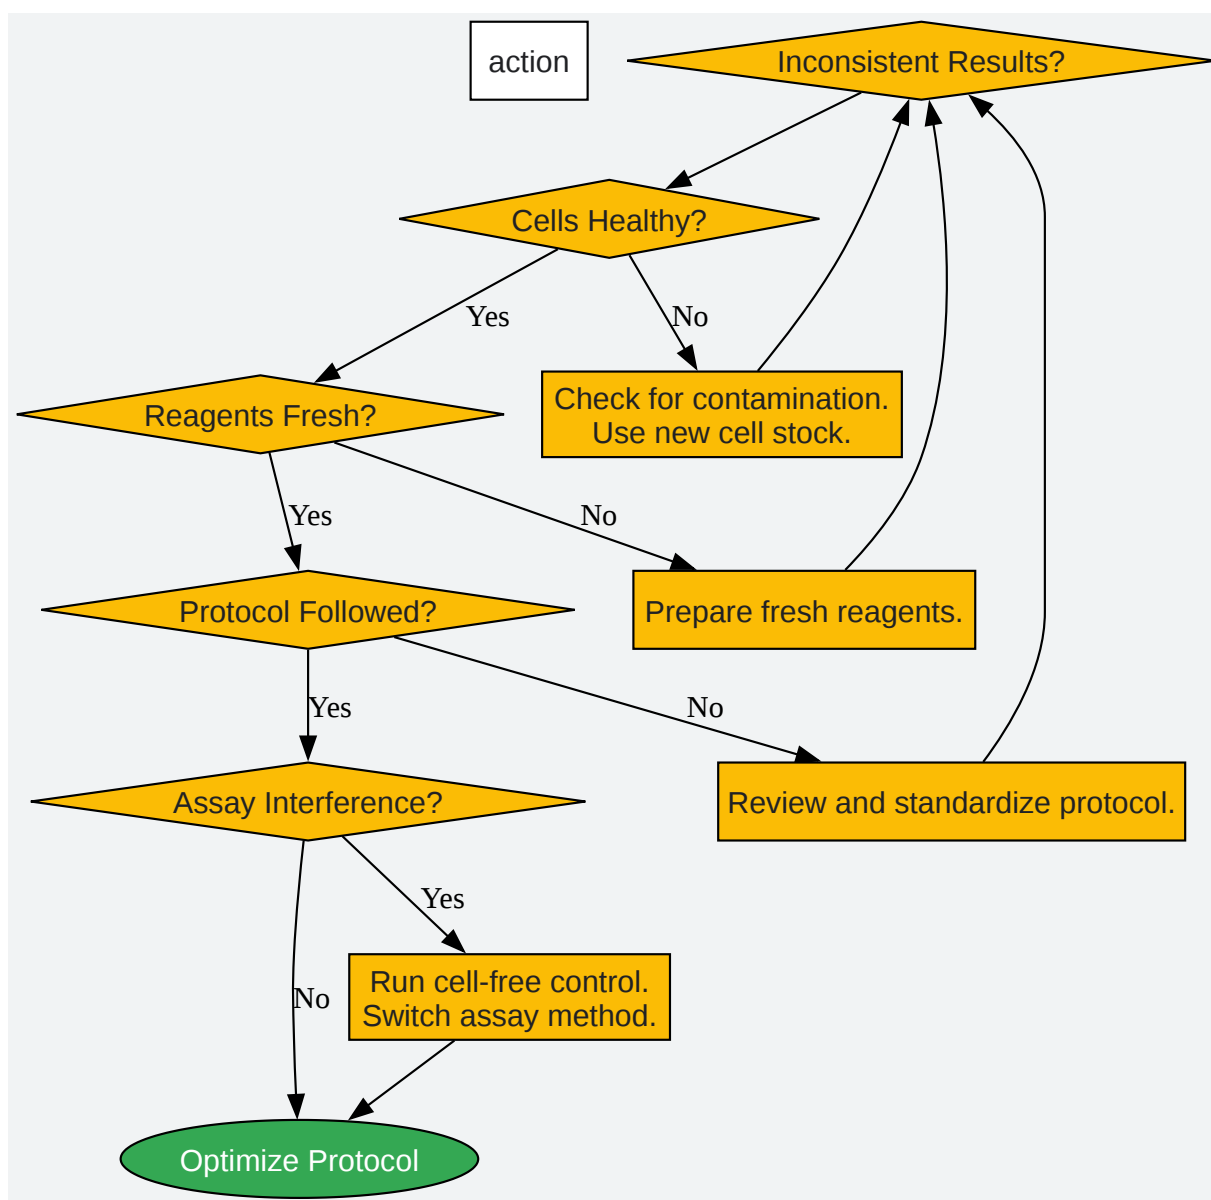 action
Inconsistent Results?
Cells Healthy?
Yes
No
Check for contamination.
Use new cell stock.
Reagents Fresh?
Yes
No
Prepare fresh reagents.
Protocol Followed?
Yes
No
Review and standardize protocol.
Assay Interference?
Yes
No
Run cell-free control.
Switch assay method.
Optimize Protocol